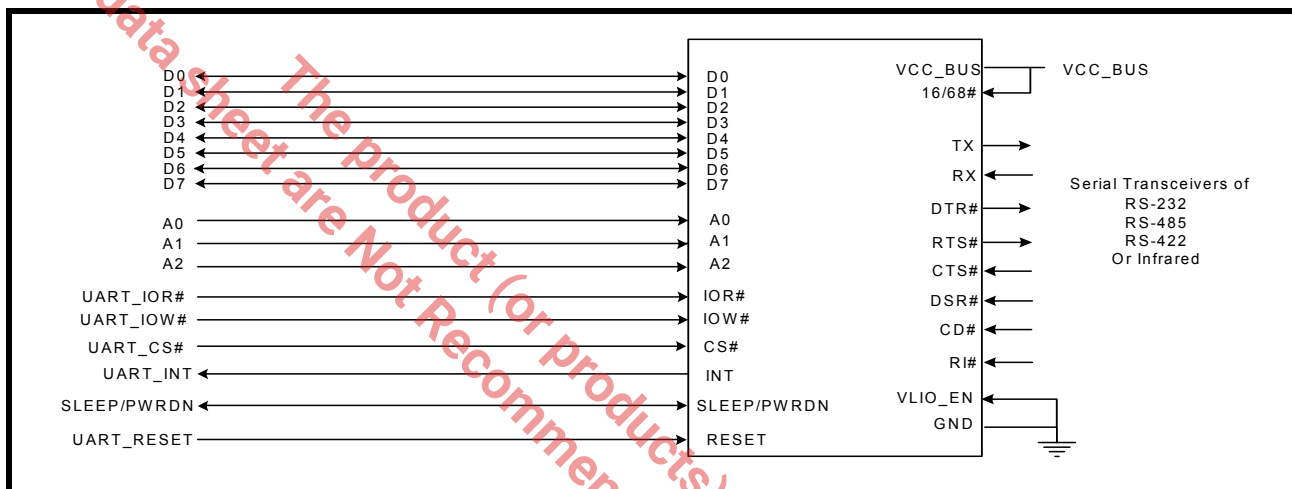 data sheet are Not Recommen
The product (or products)
D0
D1
D2
D3
D4
D5
D6
D7
A0
A1
A2
UART_IOR#
UART_IOW#
UART_CS#
UART_INT
SLEEP/PWRDN
UART_RESET
D0
D1
D2
D3
D4
D5
D6
D7
A0
A1
A2
IOR#
IOW#
CS#
INT
SLEEP/PWRDN
RESET
VCC_BUS
16/68#
TX
RX
DTR#
RTS#
CTS#
DSR#
CD#
RI#
VLIO_EN
GND
VCC_BUS
Serial Transceivers of
RS-232
RS-485
RS-422
Or Infrared